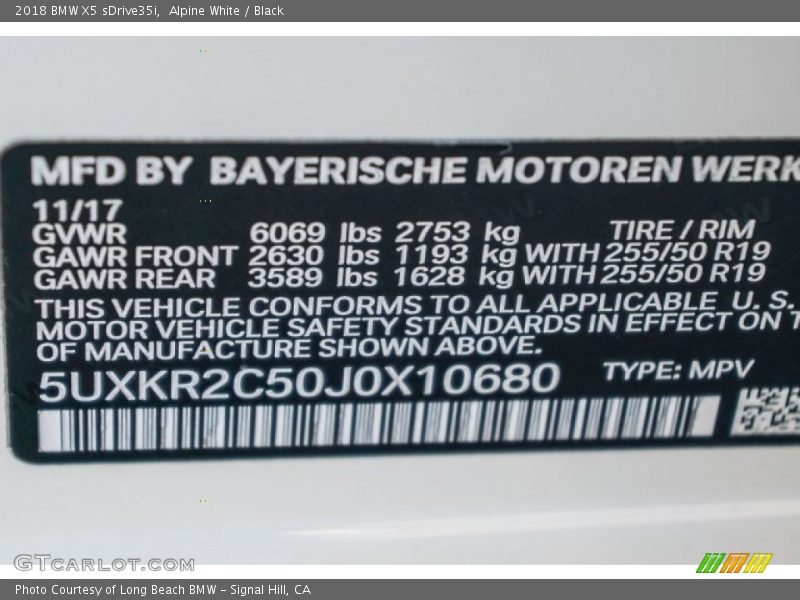 2018 BMW X5 sDrive35i,  Alpine White / Black
MFD BY BAYERISCHE MOTOREN WERK
11/17
GVWR 6069 lbs 2753 kg TIRE / RIM
GAWR FRONT 2630 lbs 1193 kg WITH 255/50 R19
GAWR REAR 3589 lbs 1628 kg WITH 255/50 R19
THIS VEHICLE CONFORMS TO ALL APPLICABLE U. S.
MOTOR VEHICLE SAFETY STANDARDS IN EFFECT ON T
OF MANUFACTURE SHOWN ABOVE.
5UXKR2C50J0X10680 TYPE: MPV
GTCARLOT.COM
Photo Courtesy of Long Beach BMW – Signal Hill, CA